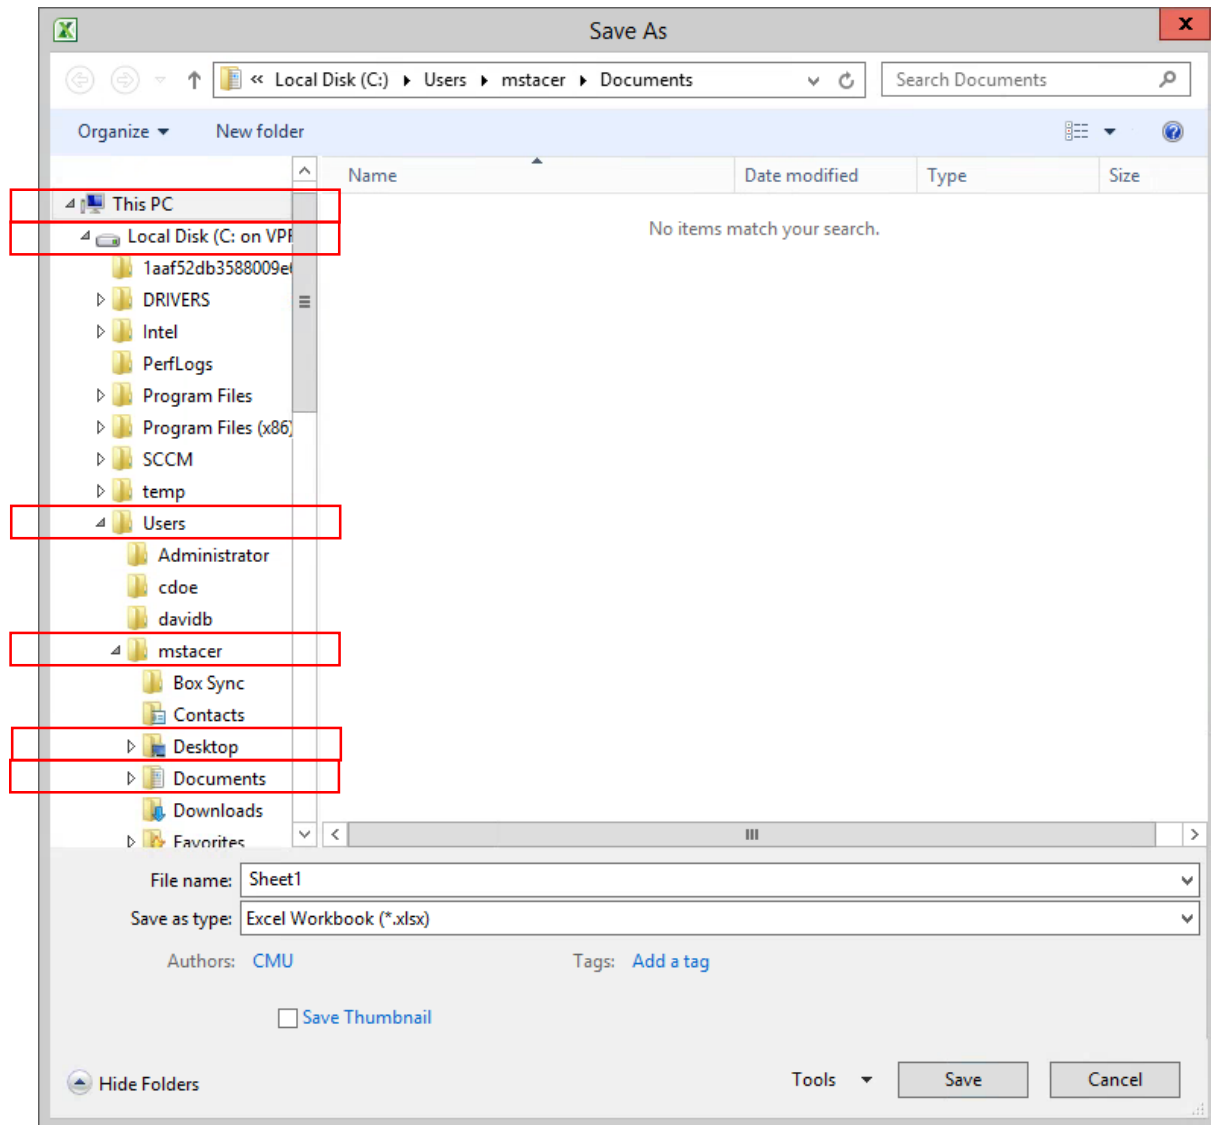 Save As
« Local Disk (C:) Users mstacer Documents
Search Documents
Organize New folder
Name Date modified Type Size
This PC
No items match your search.
Local Disk (C: on VPF
1aaf52db3588009e
DRIVERS
Intel
PerfLogs
Program Files
Program Files (x86)
SCCM
temp
Users
Administrator
cdoe
davidb
mstacer
Box Sync
Contacts
Desktop
Documents
Downloads
Favorites
File name: Sheet1
Save as type: Excel Workbook (*.xlsx)
Authors: CMU Tags: Add a tag
Save Thumbnail
Hide Folders Tools Save Cancel